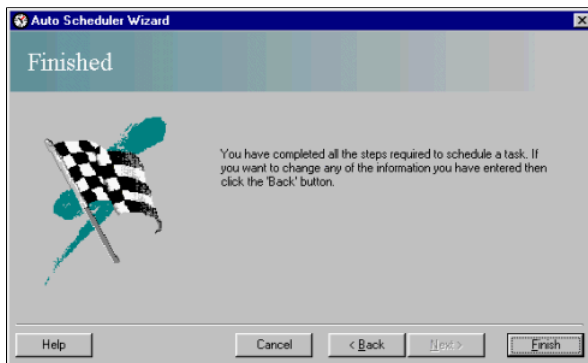 Auto Scheduler Wizard
Finished
You have completed all the steps required to schedule a task. If
you want to change any of the information you have entered then
click the 'Back' button.
Help
Cancel
< Back
Next >
Finish